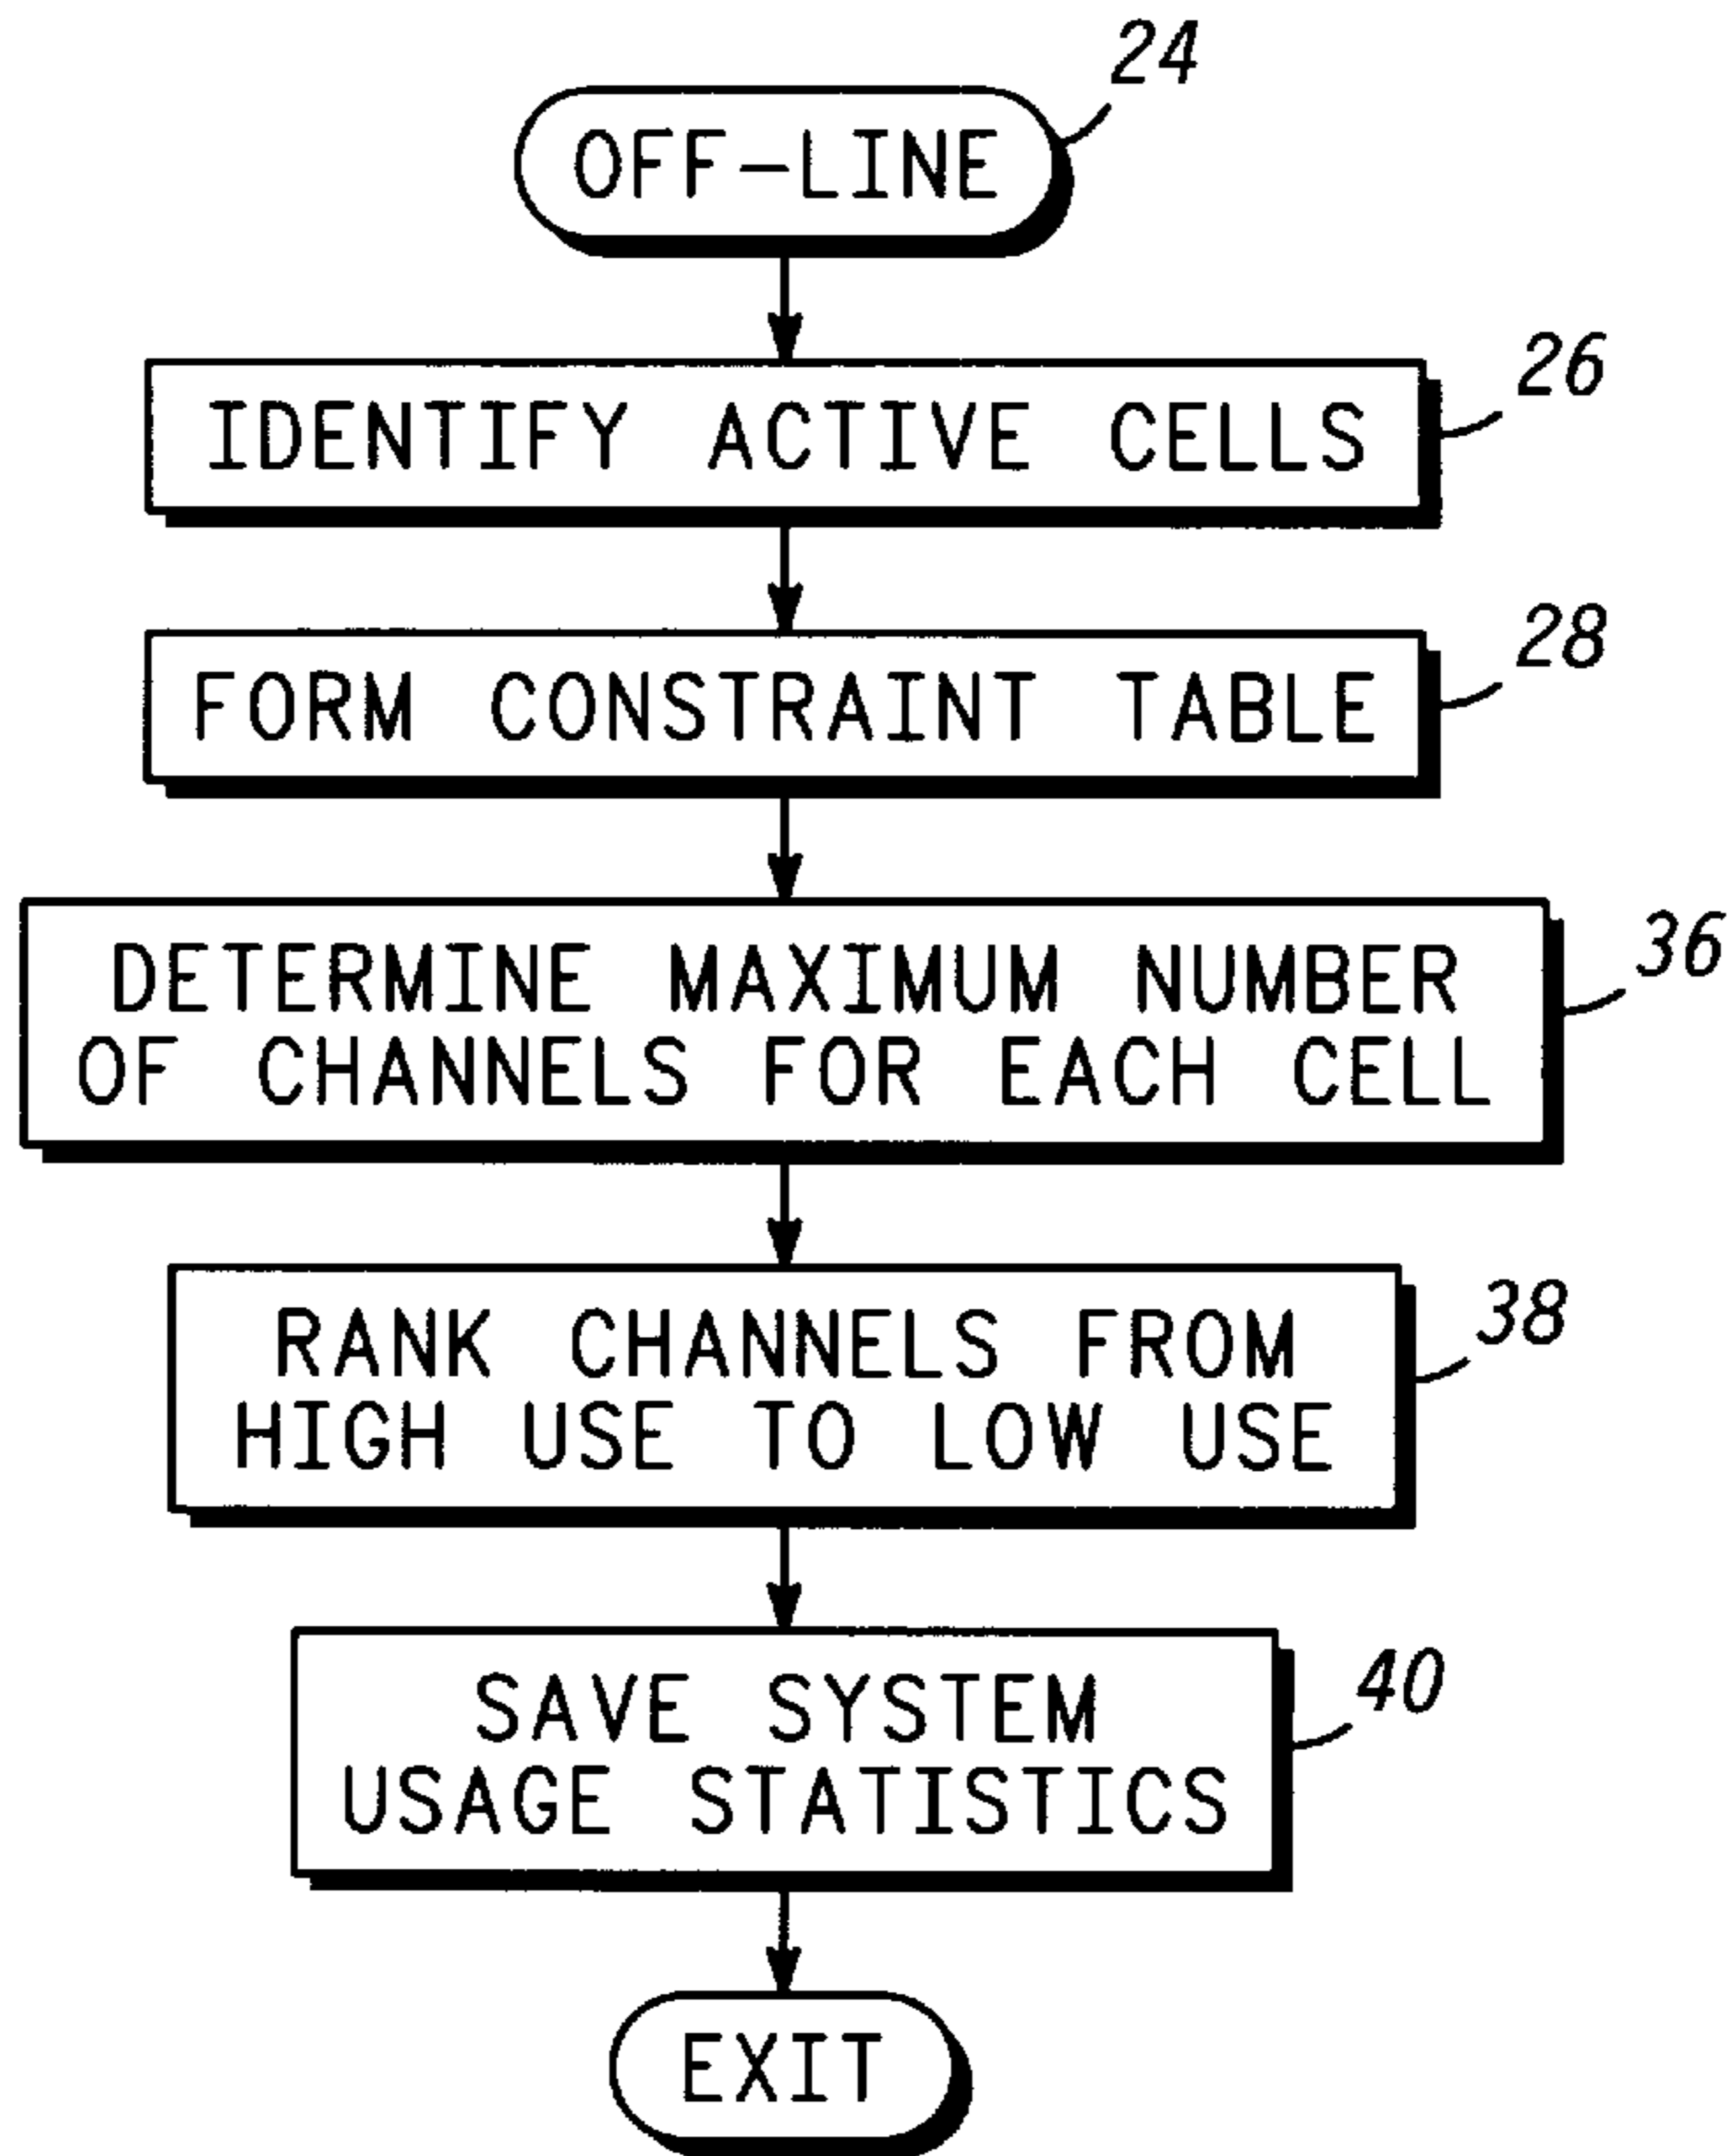 24
OFF-LINE
26
IDENTIFY ACTIVE CELLS
28
FORM CONSTRAINT TABLE
36
DETERMINE MAXIMUM NUMBER
OF CHANNELS FOR EACH CELL
38
RANK CHANNELS FROM
HIGH USE TO LOW USE
40
SAVE SYSTEM
USAGE STATISTICS
EXIT